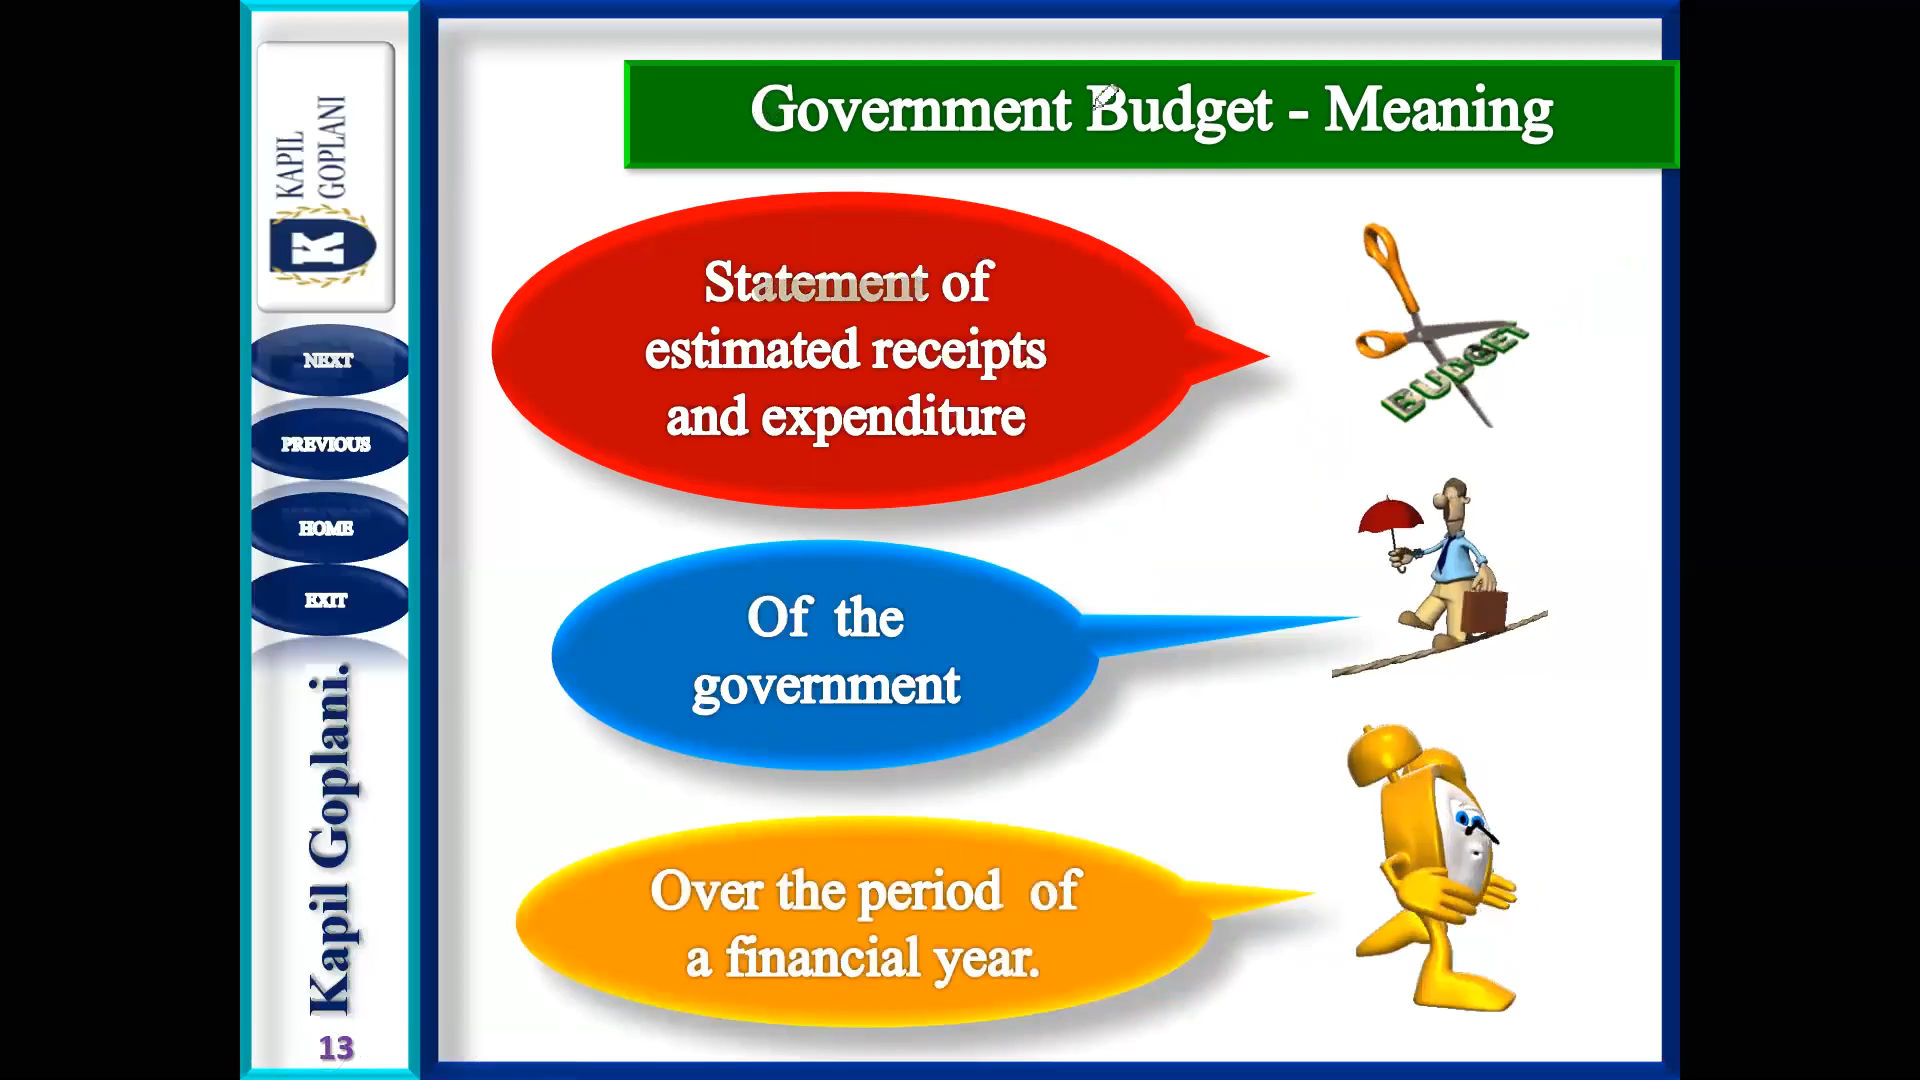 KAPIL
GOPLANI
K
NEXT
PREVIOUS
HOME
EXIT
Kapil Goplani.
13
Government Budget - Meaning
Statement of
estimated receipts
and expenditure
BUDGET
Of the
government
Over the period of
a financial year.